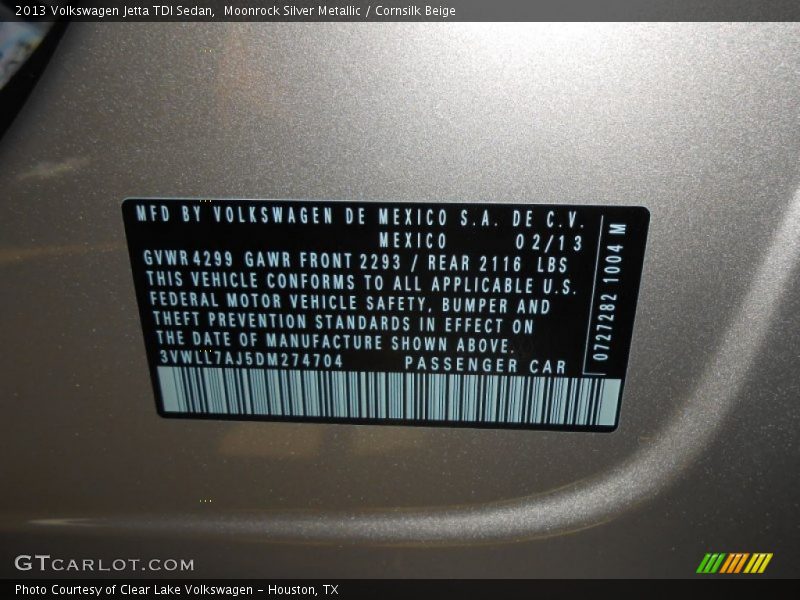 2013 Volkswagen Jetta TDI Sedan,  Moonrock Silver Metallic / Cornsilk Beige
MFD BY VOLKSWAGEN DE MEXICO S.A. DE C.V.
MEXICO 02/13
GVWR 4299 GAWR FRONT 2293 / REAR 2116 LBS
THIS VEHICLE CONFORMS TO ALL APPLICABLE U.S.
FEDERAL MOTOR VEHICLE SAFETY, BUMPER AND
THEFT PREVENTION STANDARDS IN EFFECT ON
THE DATE OF MANUFACTURE SHOWN ABOVE.
3VWLL7AJ5DM274704 PASSENGER CAR
0727282 1004 M
GTCARLOT.COM
Photo Courtesy of Clear Lake Volkswagen - Houston, TX